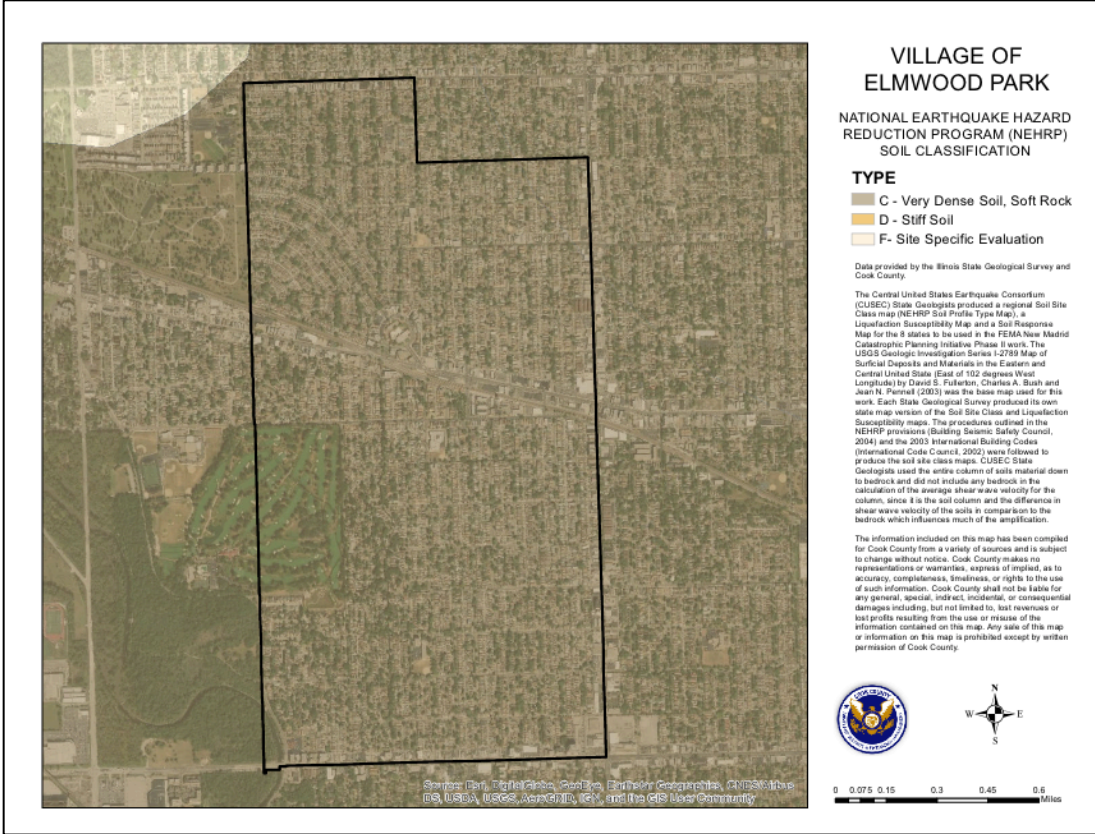 VILLAGE OF
ELMWOOD PARK
NATIONAL EARTHQUAKE HAZARD
REDUCTION PROGRAM (NEHRP)
SOIL CLASSIFICATION
TYPE
C - Very Dense Soil, Soft Rock
D - Stiff Soil
F- Site Specific Evaluation
Data provided by the Illinois State Geological Survey and
Cook County.
The Central United States Earthquake Consortium
(CUSEC) State Geologists produced a regional Soil Site
Class map (NEHRP Soil Profile Type Map), a
Liquefaction Susceptibility Map and a Soil Response
Map for the 8 states to be used in the FEMA New Madrid
Catastrophic Planning Initiative Phase II work. The
USGS Geologic Investigation Series I-2789 Map of
Surficial Deposits and Materials in the Eastern and
Central United State (East of 102 degrees West
Longitude) by David S. Fullerton, Charles A. Bush and
Jean N. Pennell (2003) was the base map used for this
work. Each State Geological Survey produced its own
state map version of the Soil Site Class and Liquefaction
Susceptibility maps. The procedures outlined in the
NEHRP provisions (Building Seismic Safety Council,
2004) and the 2003 International Building Codes
(International Code Council, 2002) were followed to
produce the soil site class maps. CUSEC State
Geologists used the entire column of soils material down
to bedrock and did not include any bedrock in the
calculation of the average shear wave velocity for the
column, since it is the soil column and the difference in
shear wave velocity of the soils in comparison to the
bedrock which influences much of the amplification.
The information included on this map has been compiled
for Cook County from a variety of sources and is subject
to change without notice. Cook County makes no
representations or warranties, express of implied, as to
accuracy, completeness, timeliness, or rights to the use
of such information. Cook County shall not be liable for
any general, special, indirect, incidental, or consequential
damages including, but not limited to, lost revenues or
lost profits resulting from the use or misuse of the
information contained on this map. Any sale of this map
or information on this map is prohibited except by written
permission of Cook County.
N
W E
S
0 0.075 0.15 0.3 0.45 0.6
Miles
Source: Esri, DigitalGlobe, GeoEye, Earthstar Geographics, CNES/Airbus
DS, USDA, USGS, AeroGRID, IGN, and the GIS User Community